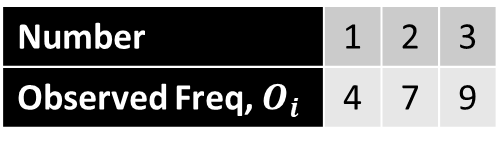 Number 1 2 3
Observed Freq, Oᵢ 4 7 9